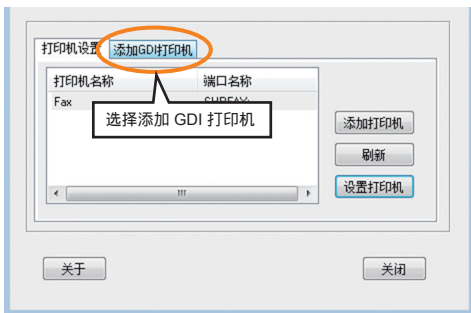 打印机设置 添加GDI打印机
打印机名称 端口名称
Fax
选择添加 GDI 打印机
添加打印机
刷新
设置打印机
关于 关闭